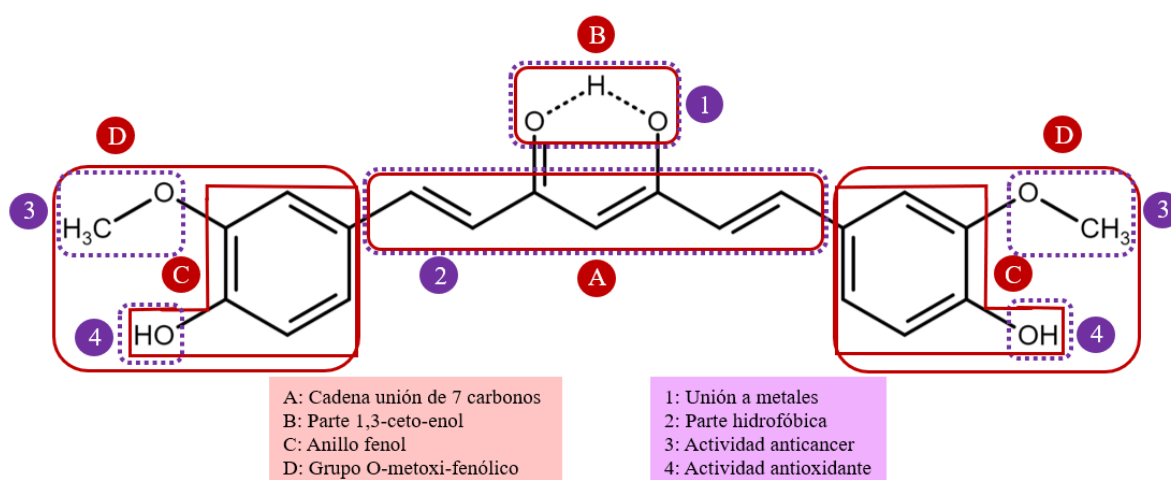 B
H
1
D
O
O
D
3
O
H₃C
O
CH₃
3
C
2
A
C
4
HO
OH
4
A: Cadena unión de 7 carbonos
B: Parte 1,3-ceto-enol
C: Anillo fenol
D: Grupo O-metoxi-fenólico
1: Unión a metales
2: Parte hidrofóbica
3: Actividad anticancer
4: Actividad antioxidante